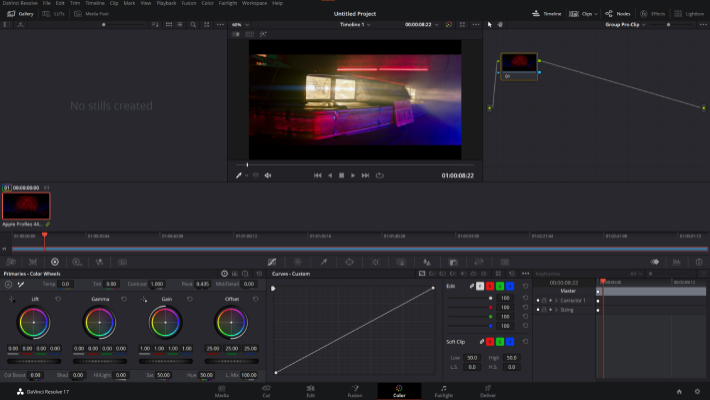 DaVinci Resolve File Edit Trim Timeline Clip Mark View Playback Fusion Color Fairlight Workspace Help
Gallery LUTs Media Pool Untitled Project Timeline Clips Nodes Effects Lightbox
60% Timeline 1 01:00:08:22 Group Pre-Clip
No stills created
01
01:00:08:22
01 00:00:00:00 V1
Apple ProRes 44...
Primaries - Color Wheels Curves - Custom Keyframes
Temp 0.0 Tint 0.00 Contrast 1.000 Pivot 0.435 Mid/Detail 0.00
Lift Gamma Gain Offset
0.00 0.00 0.00 0.00 0.00 0.00 0.00 0.00 1.00 1.00 1.00 1.00 25.00 25.00 25.00
Col Boost 0.00 Shad 0.00 Hi/Light 0.00 Sat 50.00 Hue 50.00 L. Mix 100.00
Edit
100
100
100
100
Soft Clip
Low 50.0 High 50.0
L.S. 0.0 H.S. 0.0
00:00:08:22
Master
Corrector 1
Sizing
DaVinci Resolve 17 Media Cut Edit Fusion Color Fairlight Deliver